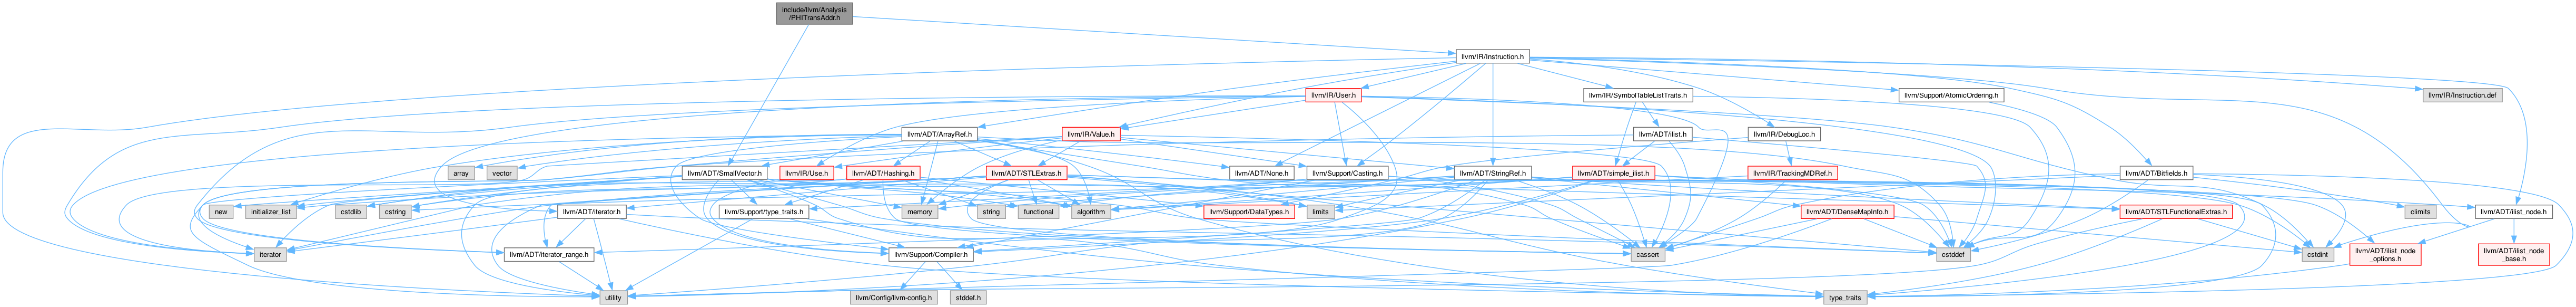 include/llvm/Analysis
/PHITransAddr.h
llvm/IR/Instruction.h
llvm/IR/User.h
llvm/IR/SymbolTableListTraits.h
llvm/Support/AtomicOrdering.h
llvm/IR/Instruction.def
llvm/ADT/ArrayRef.h
llvm/IR/Value.h
llvm/ADT/ilist.h
llvm/IR/DebugLoc.h
array
vector
llvm/ADT/SmallVector.h
llvm/IR/Use.h
llvm/ADT/Hashing.h
llvm/ADT/STLExtras.h
llvm/ADT/None.h
llvm/Support/Casting.h
llvm/ADT/StringRef.h
llvm/ADT/simple_ilist.h
llvm/IR/TrackingMDRef.h
llvm/ADT/Bitfields.h
new
initializer_list
cstdlib
cstring
llvm/ADT/iterator.h
llvm/Support/type_traits.h
memory
string
functional
algorithm
llvm/Support/DataTypes.h
limits
llvm/ADT/DenseMapInfo.h
llvm/ADT/STLFunctionalExtras.h
climits
llvm/ADT/ilist_node.h
iterator
llvm/ADT/iterator_range.h
llvm/Support/Compiler.h
cassert
cstddef
cstdint
llvm/ADT/ilist_node
_options.h
llvm/ADT/ilist_node
_base.h
utility
llvm/Config/llvm-config.h
stddef.h
type_traits